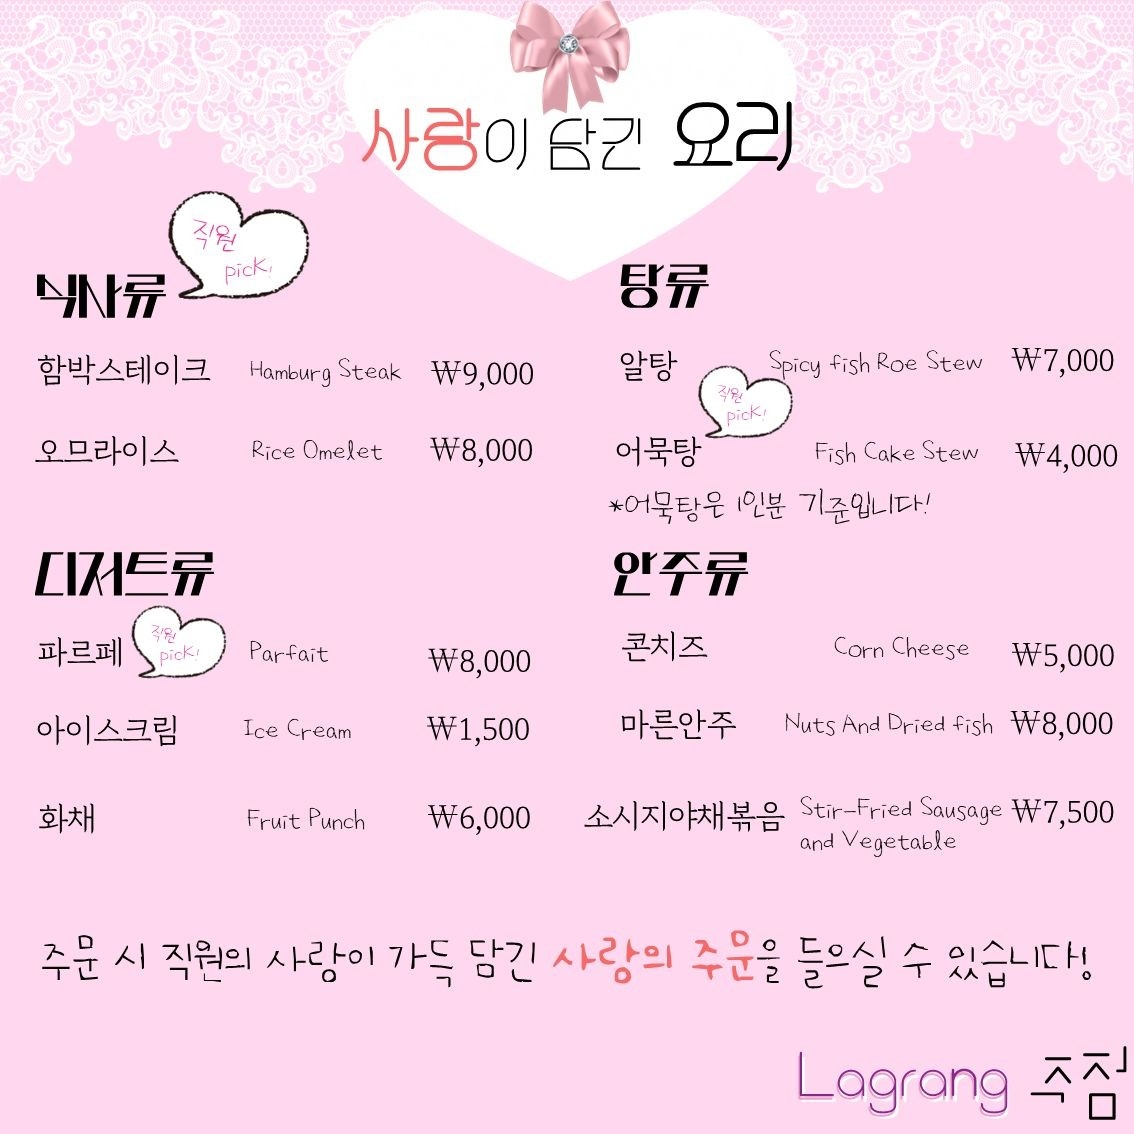 사랑이 담긴 요리
직원
pick!
식사류
함박스테이크 Hamburg Steak ₩9,000
오므라이스 Rice Omelet ₩8,000
탕류
알탕 Spicy fish Roe Stew ₩7,000
직원
pick!
어묵탕 Fish Cake Stew ₩4,000
*어묵탕은 1인분 기준입니다!
디저트류
직원
pick!
파르페 Parfait ₩8,000
아이스크림 Ice Cream ₩1,500
화채 Fruit Punch ₩6,000
안주류
콘치즈 Corn Cheese ₩5,000
마른안주 Nuts And Dried fish ₩8,000
소시지야채볶음 Stir-Fried Sausage ₩7,500
and Vegetable
주문 시 직원의 사랑이 가득 담긴 사랑의 주문을 들으실 수 있습니다!
Lagrang 주점